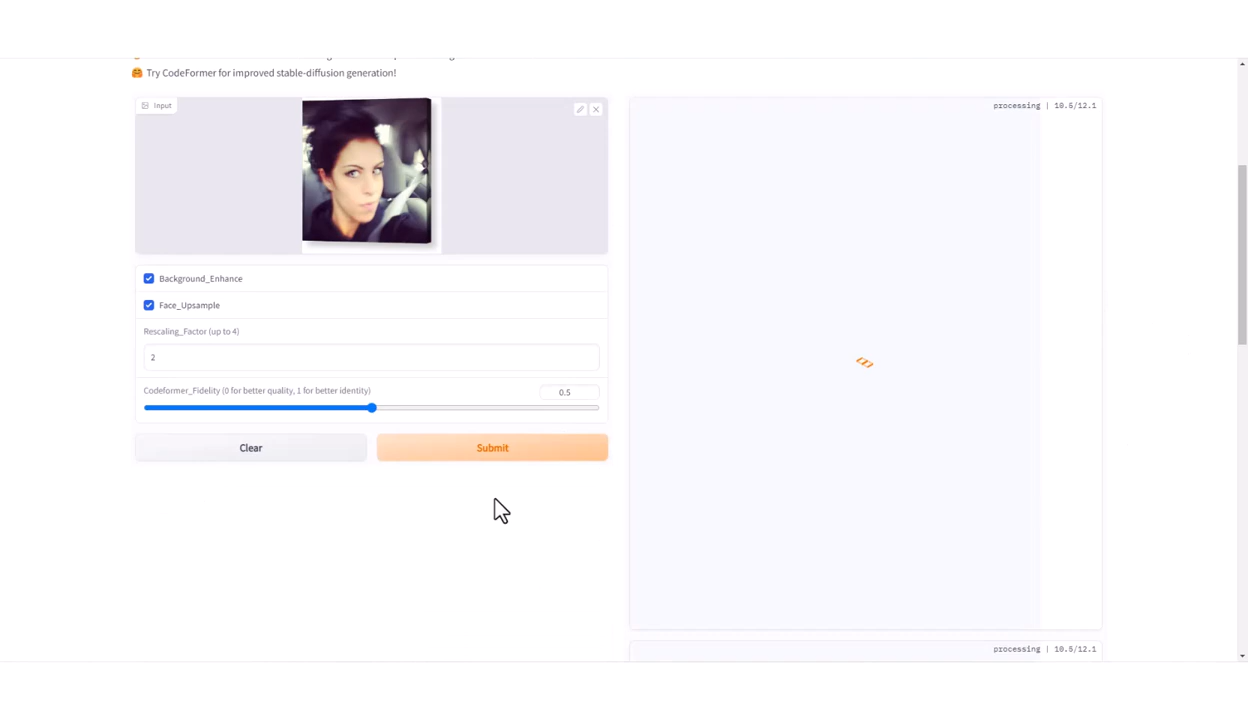 Try CodeFormer for improved stable-diffusion generation!
Input
processing | 10.5/12.1
Background_Enhance
Face_Upsample
Rescaling_Factor (up to 4)
2
Codeformer_Fidelity (0 for better quality, 1 for better identity)
0.5
Clear
Submit
processing | 10.5/12.1